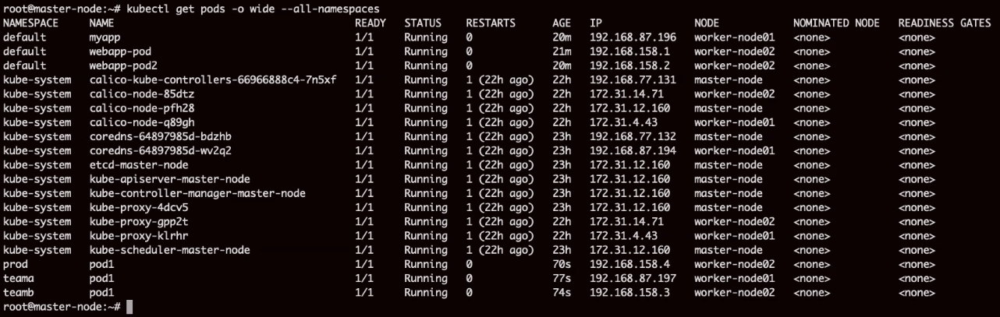 root@master-node:~# kubectl get pods -o wide --all-namespaces
NAMESPACE NAME READY STATUS RESTARTS AGE IP NODE NOMINATED NODE READINESS GATES
default myapp 1/1 Running 0 20m 192.168.87.196 worker-node01 <none> <none>
default webapp-pod 1/1 Running 0 21m 192.168.158.1 worker-node02 <none> <none>
default webapp-pod2 1/1 Running 0 20m 192.168.158.2 worker-node02 <none> <none>
kube-system calico-kube-controllers-66966888c4-7n5xf 1/1 Running 1 (22h ago) 22h 192.168.77.131 master-node <none> <none>
kube-system calico-node-85dtz 1/1 Running 1 (22h ago) 22h 172.31.14.71 worker-node02 <none> <none>
kube-system calico-node-pfh28 1/1 Running 1 (22h ago) 22h 172.31.12.160 master-node <none> <none>
kube-system calico-node-q89gh 1/1 Running 1 (22h ago) 22h 172.31.4.43 worker-node01 <none> <none>
kube-system coredns-64897985d-bdzhb 1/1 Running 1 (22h ago) 23h 192.168.77.132 master-node <none> <none>
kube-system coredns-64897985d-wv2q2 1/1 Running 1 (22h ago) 23h 192.168.87.194 worker-node01 <none> <none>
kube-system etcd-master-node 1/1 Running 1 (22h ago) 23h 172.31.12.160 master-node <none> <none>
kube-system kube-apiserver-master-node 1/1 Running 1 (22h ago) 23h 172.31.12.160 master-node <none> <none>
kube-system kube-controller-manager-master-node 1/1 Running 1 (22h ago) 23h 172.31.12.160 master-node <none> <none>
kube-system kube-proxy-4dcv5 1/1 Running 1 (22h ago) 23h 172.31.12.160 master-node <none> <none>
kube-system kube-proxy-gpp2t 1/1 Running 1 (22h ago) 22h 172.31.14.71 worker-node02 <none> <none>
kube-system kube-proxy-klrhr 1/1 Running 1 (22h ago) 22h 172.31.4.43 worker-node01 <none> <none>
kube-system kube-scheduler-master-node 1/1 Running 1 (22h ago) 23h 172.31.12.160 master-node <none> <none>
prod pod1 1/1 Running 0 70s 192.168.158.4 worker-node02 <none> <none>
teama pod1 1/1 Running 0 77s 192.168.87.197 worker-node01 <none> <none>
teamb pod1 1/1 Running 0 74s 192.168.158.3 worker-node02 <none> <none>
root@master-node:~#